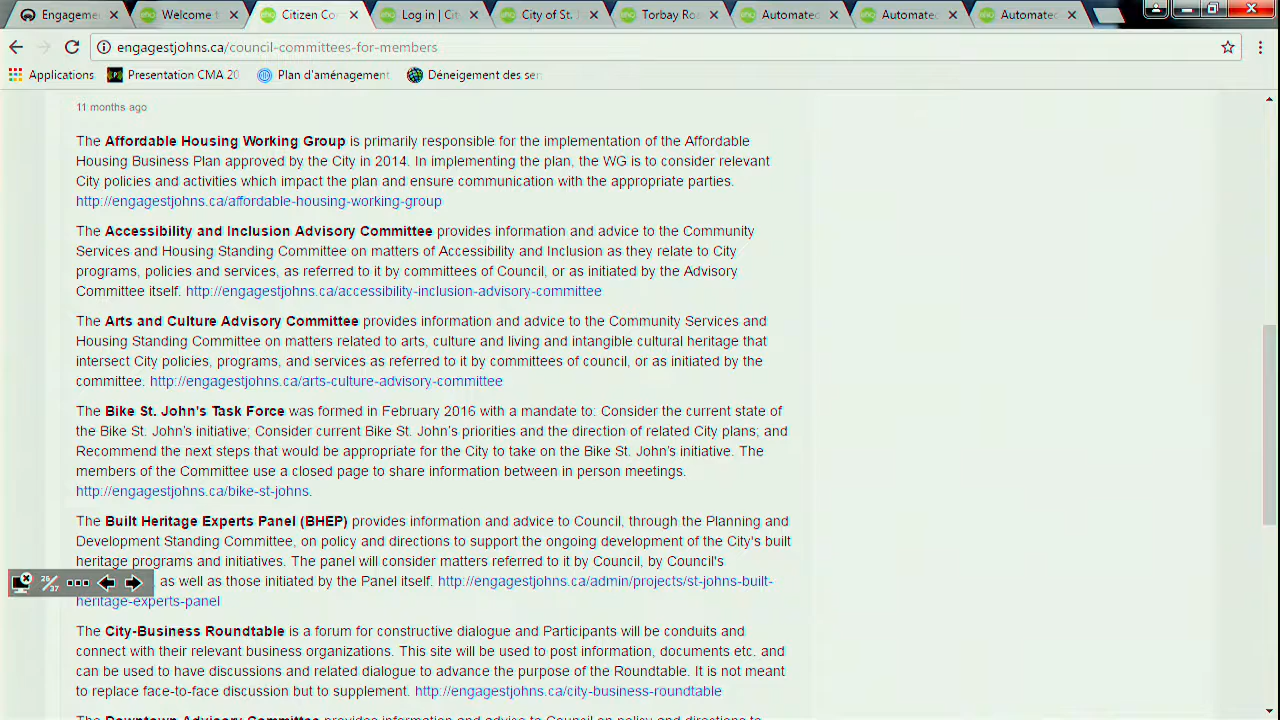 Engageme
Welcome t
Citizen Co
Log in | Ci
City of St.
Torbay Ro
Automated
Automated
Automated
engagestjohns.ca/council-committees-for-members
Applications
Presentation CMA 20
Plan d'aménagement
Déneigement des se
11 months ago
The Affordable Housing Working Group is primarily responsible for the implementation of the Affordable
Housing Business Plan approved by the City in 2014. In implementing the plan, the WG is to consider relevant
City policies and activities which impact the plan and ensure communication with the appropriate parties.
http://engagestjohns.ca/affordable-housing-working-group
The Accessibility and Inclusion Advisory Committee provides information and advice to the Community
Services and Housing Standing Committee on matters of Accessibility and Inclusion as they relate to City
programs, policies and services, as referred to it by committees of Council, or as initiated by the Advisory
Committee itself. http://engagestjohns.ca/accessibility-inclusion-advisory-committee
The Arts and Culture Advisory Committee provides information and advice to the Community Services and
Housing Standing Committee on matters related to arts, culture and living and intangible cultural heritage that
intersect City policies, programs, and services as referred to it by committees of council, or as initiated by the
committee. http://engagestjohns.ca/arts-culture-advisory-committee
The Bike St. John's Task Force was formed in February 2016 with a mandate to: Consider the current state of
the Bike St. John's initiative; Consider current Bike St. John's priorities and the direction of related City plans; and
Recommend the next steps that would be appropriate for the City to take on the Bike St. John's initiative. The
members of the Committee use a closed page to share information between in person meetings.
http://engagestjohns.ca/bike-st-johns.
The Built Heritage Experts Panel (BHEP) provides information and advice to Council, through the Planning and
Development Standing Committee, on policy and directions to support the ongoing development of the City's built
heritage programs and initiatives. The panel will consider matters referred to it by Council, by Council's
26/37
, as well as those initiated by the Panel itself. http://engagestjohns.ca/admin/projects/st-johns-built-
heritage-experts-panel
The City-Business Roundtable is a forum for constructive dialogue and Participants will be conduits and
connect with their relevant business organizations. This site will be used to post information, documents etc. and
can be used to have discussions and related dialogue to advance the purpose of the Roundtable. It is not meant
to replace face-to-face discussion but to supplement. http://engagestjohns.ca/city-business-roundtable
The Downtown Advisory Committee provides information and advice to Council on policy and directions to